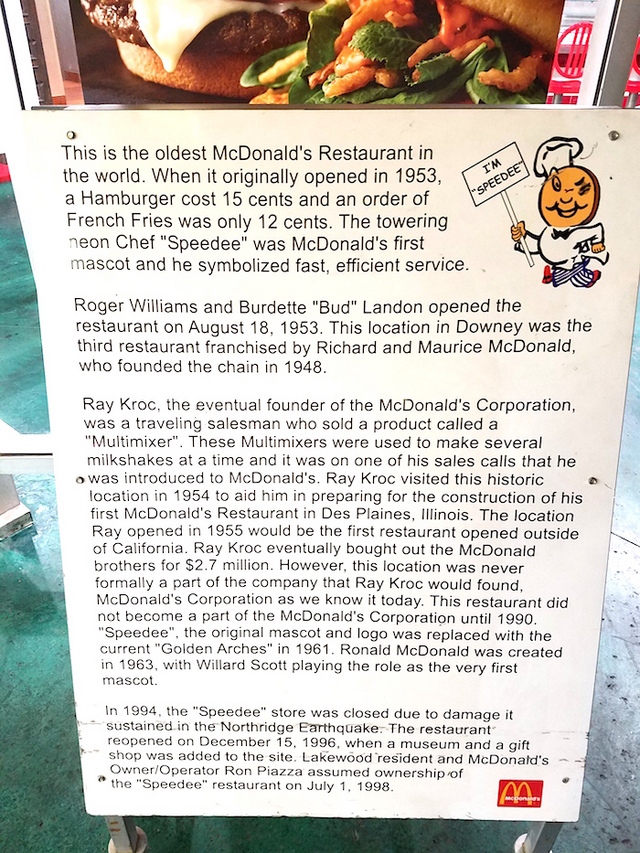 This is the oldest McDonald's Restaurant in
the world. When it originally opened in 1953,
a Hamburger cost 15 cents and an order of
French Fries was only 12 cents. The towering
neon Chef "Speedee" was McDonald's first
mascot and he symbolized fast, efficient service.
I'M
"SPEEDEE"
Roger Williams and Burdette "Bud" Landon opened the
restaurant on August 18, 1953. This location in Downey was the
third restaurant franchised by Richard and Maurice McDonald,
who founded the chain in 1948.
Ray Kroc, the eventual founder of the McDonald's Corporation,
was a traveling salesman who sold a product called a
"Multimixer". These Multimixers were used to make several
milkshakes at a time and it was on one of his sales calls that he
was introduced to McDonald's. Ray Kroc visited this historic
location in 1954 to aid him in preparing for the construction of his
first McDonald's Restaurant in Des Plaines, Illinois. The location
Ray opened in 1955 would be the first restaurant opened outside
of California. Ray Kroc eventually bought out the McDonald
brothers for $2.7 million. However, this location was never
formally a part of the company that Ray Kroc would found,
McDonald's Corporation as we know it today. This restaurant did
not become a part of the McDonald's Corporation until 1990.
"Speedee", the original mascot and logo was replaced with the
current "Golden Arches" in 1961. Ronald McDonald was created
in 1963, with Willard Scott playing the role as the very first
mascot.
In 1994, the "Speedee" store was closed due to damage it
sustained in the Northridge Earthquake. The restaurant
reopened on December 15, 1996, when a museum and a gift
shop was added to the site. Lakewood resident and McDonald's
Owner/Operator Ron Piazza assumed ownership of
the "Speedee" restaurant on July 1, 1998.
McDonald's